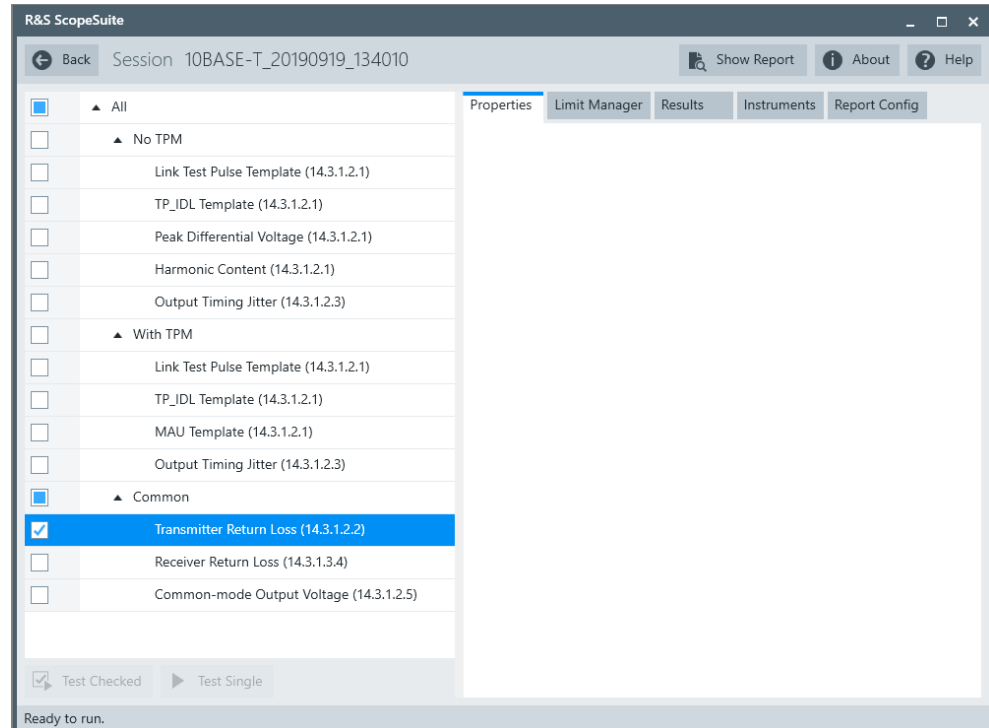 R&S ScopeSuite
Back Session 10BASE-T_20190919_134010 Show Report About Help
All
No TPM
Link Test Pulse Template (14.3.1.2.1)
TP_IDL Template (14.3.1.2.1)
Peak Differential Voltage (14.3.1.2.1)
Harmonic Content (14.3.1.2.1)
Output Timing Jitter (14.3.1.2.3)
With TPM
Link Test Pulse Template (14.3.1.2.1)
TP_IDL Template (14.3.1.2.1)
MAU Template (14.3.1.2.1)
Output Timing Jitter (14.3.1.2.3)
Common
Transmitter Return Loss (14.3.1.2.2)
Receiver Return Loss (14.3.1.3.4)
Common-mode Output Voltage (14.3.1.2.5)
Properties Limit Manager Results Instruments Report Config
Test Checked Test Single
Ready to run.